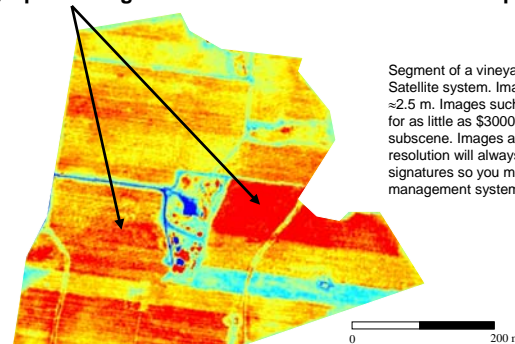 Segment of a vineya
Satellite system. Ima
≈2.5 m. Images such
for as little as $3000
subscene. Images a
resolution will always
signatures so you m
management system
0 200 m